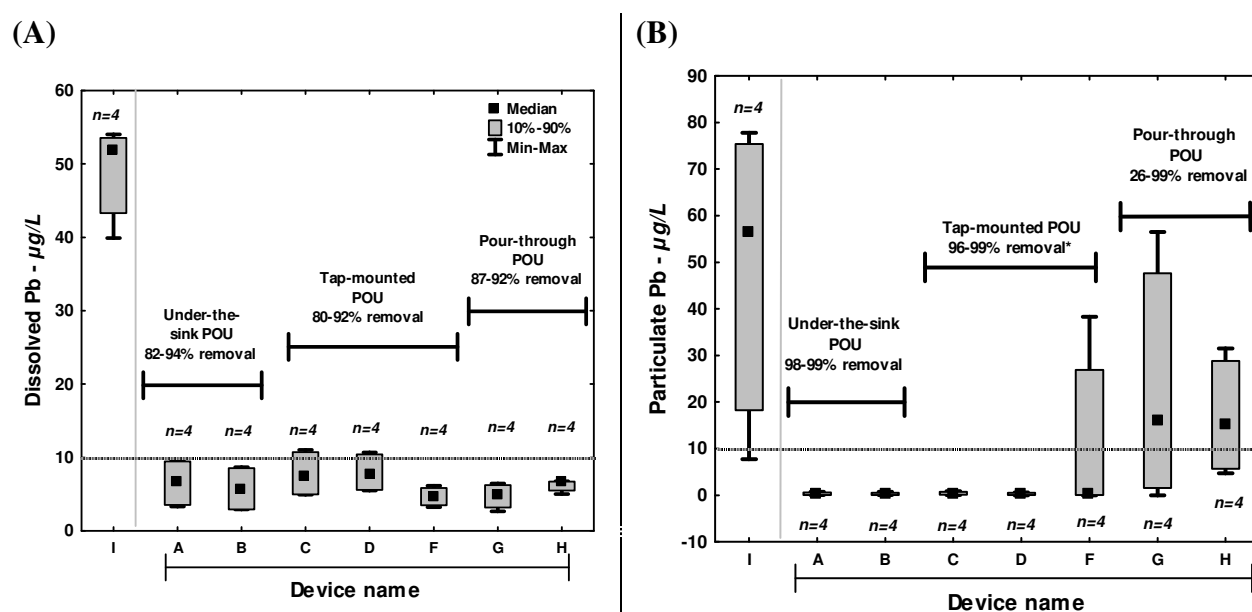 (A)
Dissolved Pb - µg/L
60
50
40
30
20
10
0
n=4
Median
10%-90%
Min-Max
Under-the-
sink POU
82-94% removal
Tap-mounted
POU
80-92% removal
Pour-through
POU
87-92% removal
n=4 n=4 n=4 n=4 n=4 n=4 n=4
I A B C D F G H
Device name
(B)
Particulate Pb - µg/L
90
80
70
60
50
40
30
20
10
0
-10
n=4
Under-the-sink
POU
98-99% removal
Tap-mounted POU
96-99% removal*
Pour-through
POU
26-99% removal
n=4 n=4 n=4 n=4 n=4 n=4 n=4
I A B C D F G H
Device name